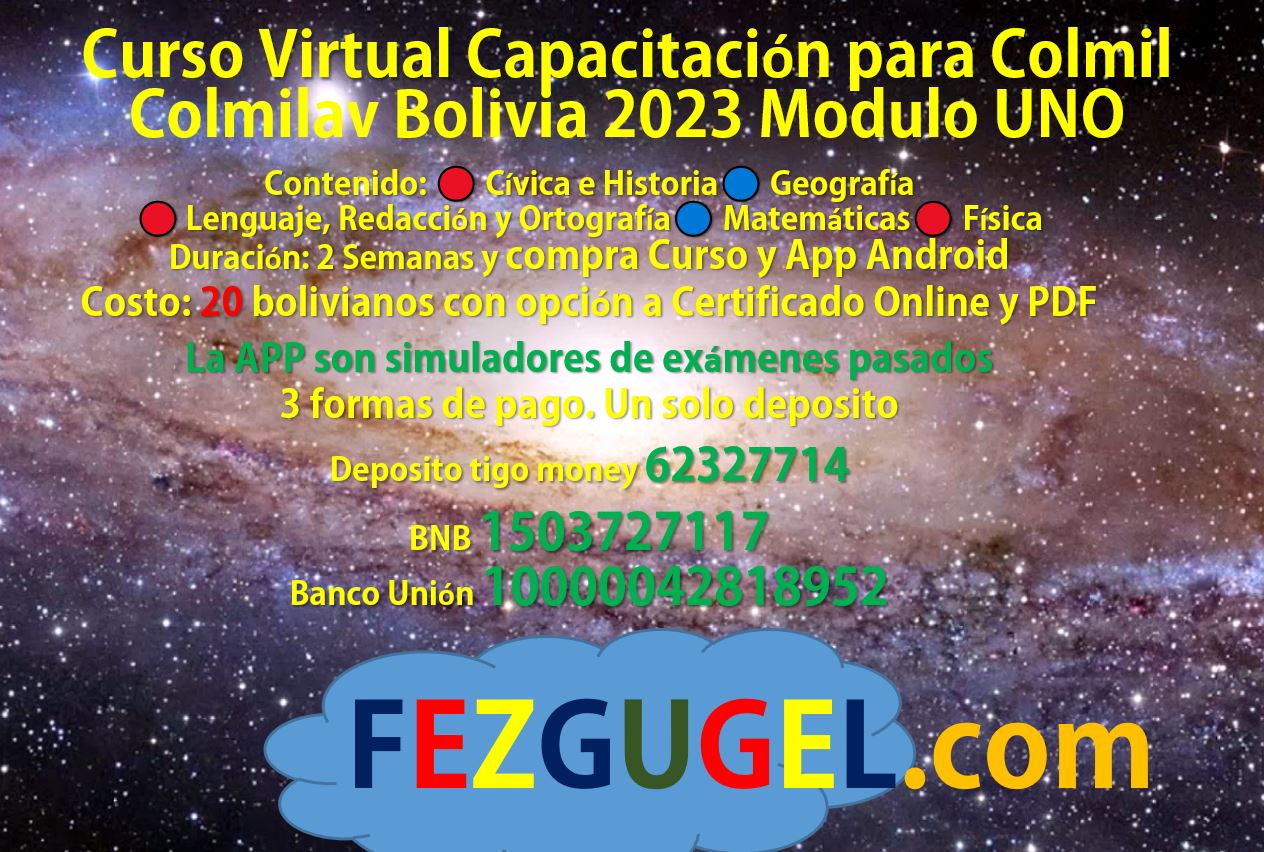 Curso Virtual Capacitación para Colmil
Colmilav Bolivia 2023 Modulo UNO
Contenido: 🔴 Cívica e Historia 🔵 Geografía
🔴 Lenguaje, Redacción y Ortografía 🔵 Matemáticas 🔴 Física
Duración: 2 Semanas y compra Curso y App Android
Costo: 20 bolivianos con opción a Certificado Online y PDF
La APP son simuladores de exámenes pasados
3 formas de pago. Un solo deposito
Deposito tigo money 62327714
BNB 1503727117
Banco Unión 10000042818952
FEZGUGEL.com